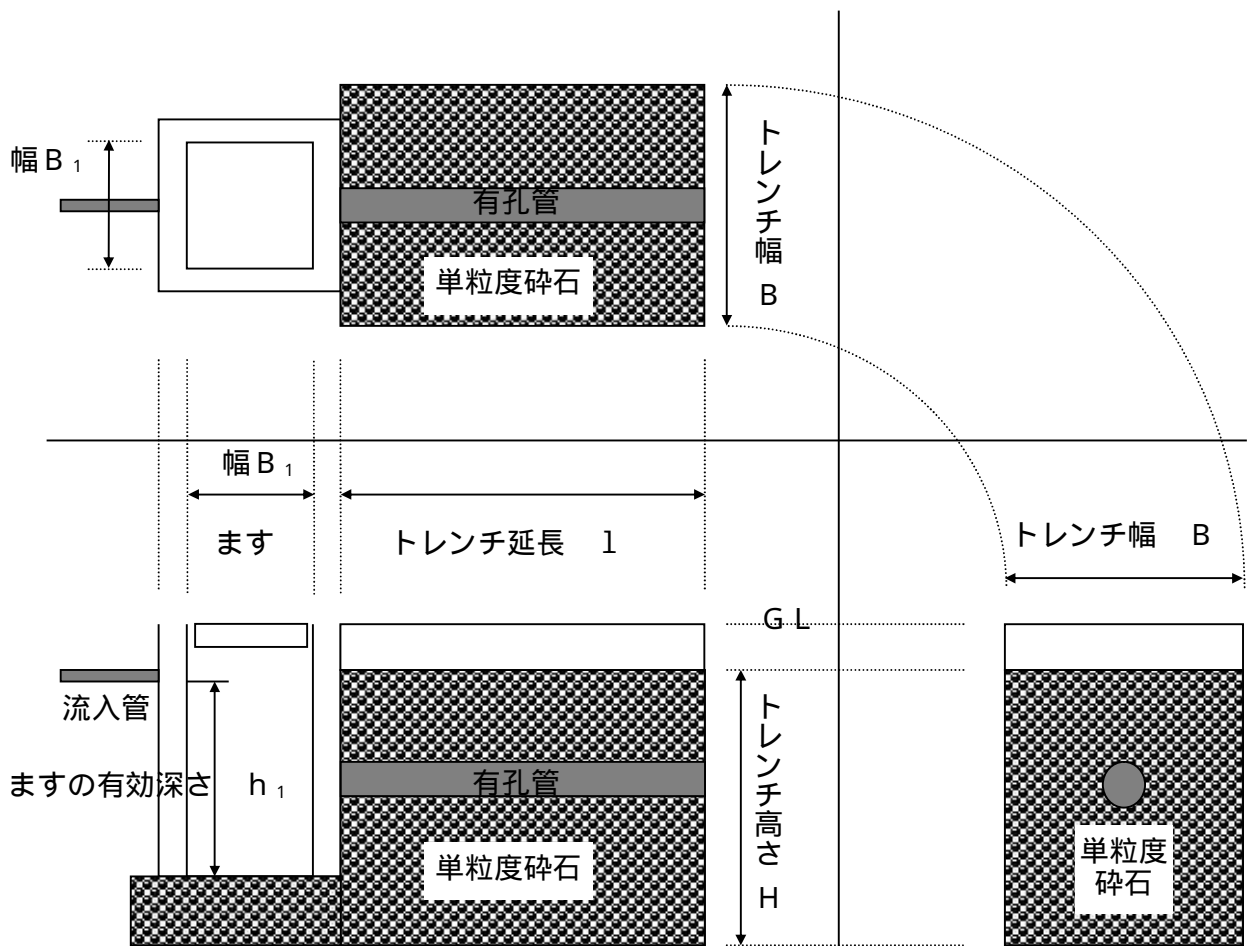 幅B₁
有孔管
単粒度砕石
トレンチ幅 B
幅B₁
ます
トレンチ延長 l
トレンチ幅 B
GL
流入管
ますの有効深さ h₁
有孔管
単粒度砕石
トレンチ高さ H
単粒度
砕石